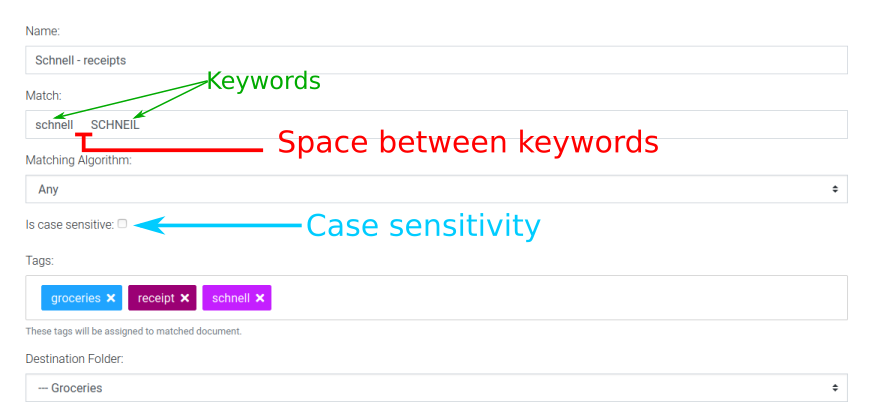 Name:
Schnell - receipts
Keywords
Match:
schnell SCHNEIL
Space between keywords
Matching Algorithm:
Any
Is case sensitive:
Case sensitivity
Tags:
groceries × receipt × schnell ×
These tags will be assigned to matched document.
Destination Folder:
--- Groceries